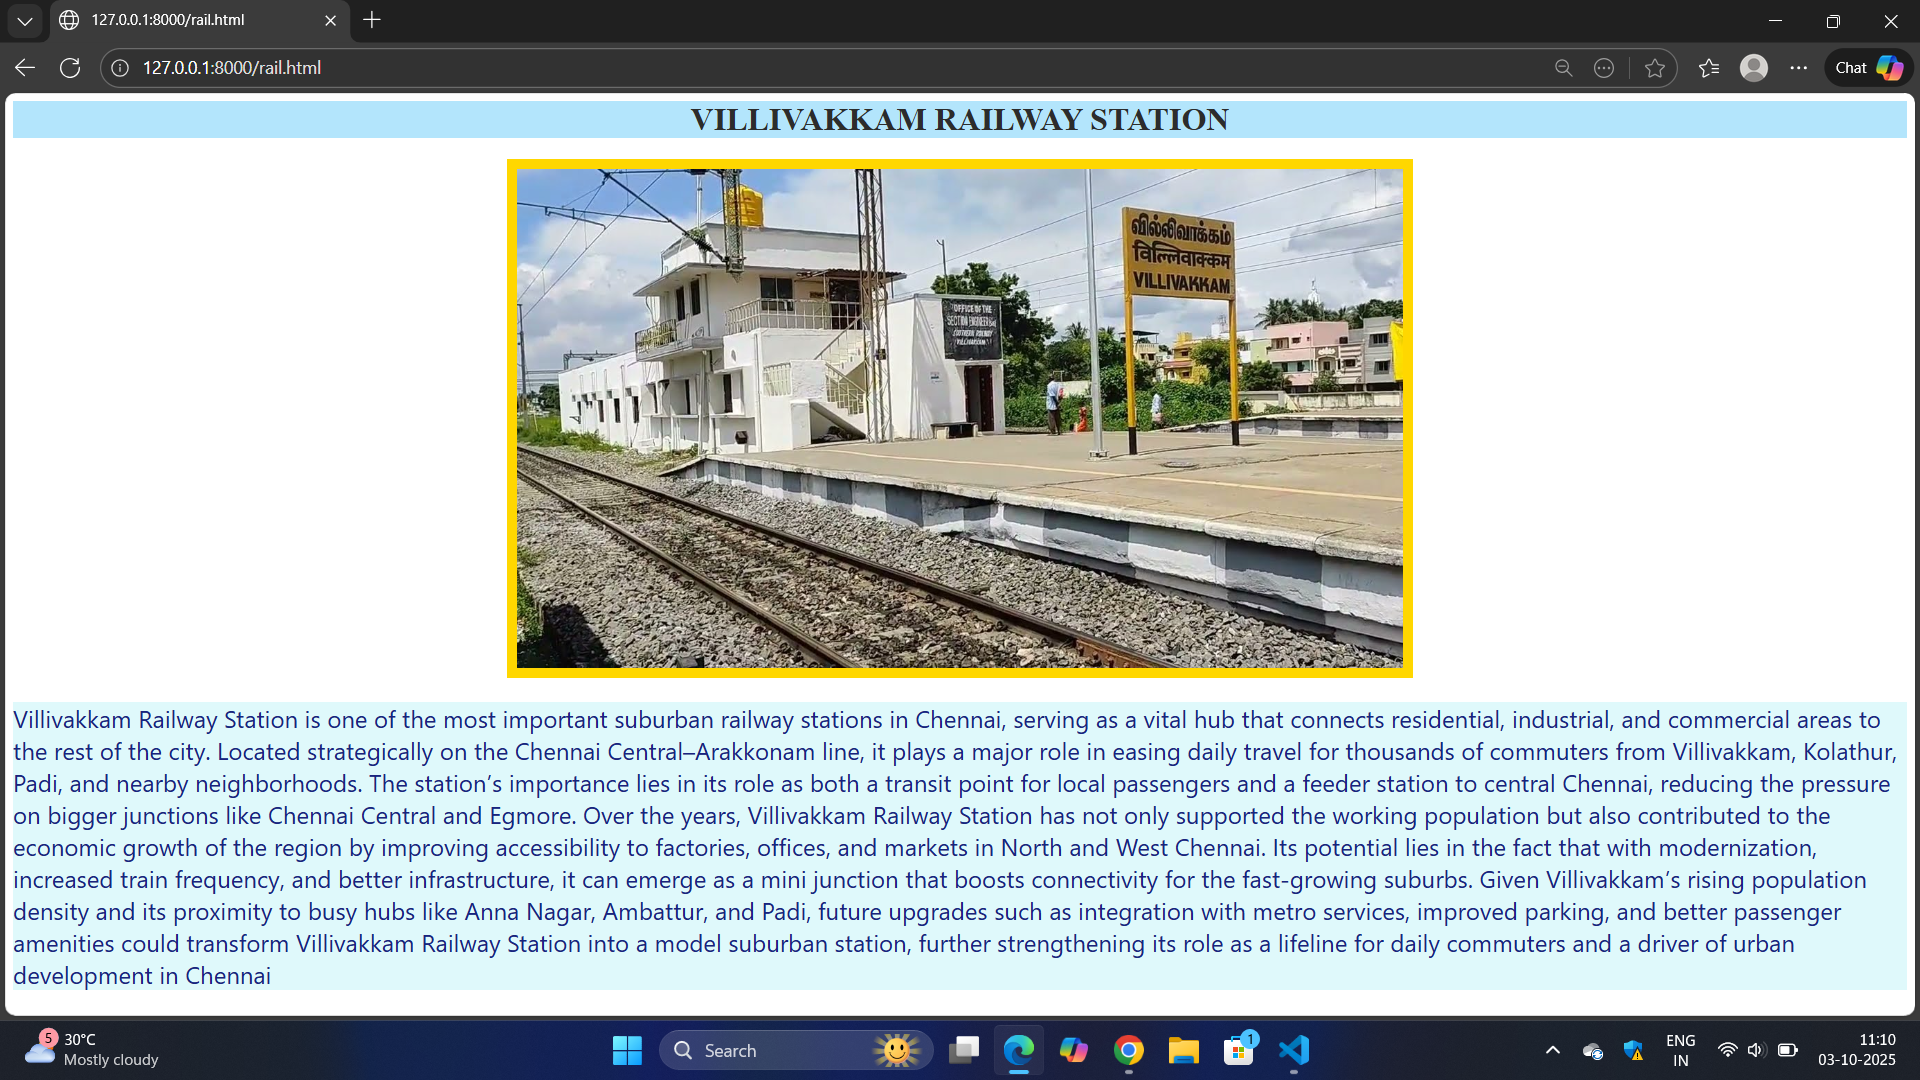 127.0.0.1:8000/rail.html
127.0.0.1:8000/rail.html
Chat
VILLIVAKKAM RAILWAY STATION
வில்லிவாக்கம்
विल्लिवाक्कम
VILLIVAKKAM
OFFICE OF THE
SECTION ENGINEER
SOUTHERN RAILWAY
VILLIVAKKAM
Villivakkam Railway Station is one of the most important suburban railway stations in Chennai, serving as a vital hub that connects residential, industrial, and commercial areas to
the rest of the city. Located strategically on the Chennai Central–Arakkonam line, it plays a major role in easing daily travel for thousands of commuters from Villivakkam, Kolathur,
Padi, and nearby neighborhoods. The station’s importance lies in its role as both a transit point for local passengers and a feeder station to central Chennai, reducing the pressure
on bigger junctions like Chennai Central and Egmore. Over the years, Villivakkam Railway Station has not only supported the working population but also contributed to the
economic growth of the region by improving accessibility to factories, offices, and markets in North and West Chennai. Its potential lies in the fact that with modernization,
increased train frequency, and better infrastructure, it can emerge as a mini junction that boosts connectivity for the fast-growing suburbs. Given Villivakkam’s rising population
density and its proximity to busy hubs like Anna Nagar, Ambattur, and Padi, future upgrades such as integration with metro services, improved parking, and better passenger
amenities could transform Villivakkam Railway Station into a model suburban station, further strengthening its role as a lifeline for daily commuters and a driver of urban
development in Chennai
5
30°C
Mostly cloudy
Search
1
ENG
IN
11:10
03-10-2025